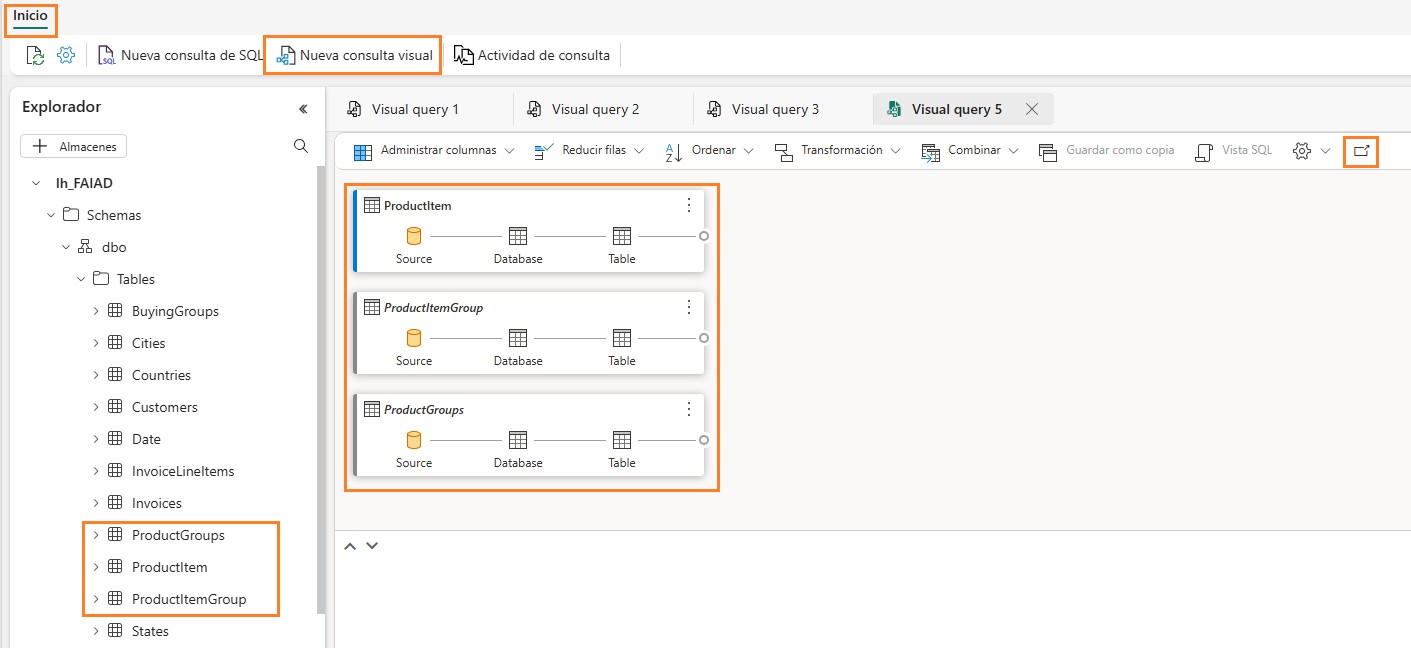 Inicio
Nueva consulta de SQL
Nueva consulta visual
Actividad de consulta
Explorador
Almacenes
lh_FAIAD
Schemas
dbo
Tables
BuyingGroups
Cities
Countries
Customers
Date
InvoiceLineItems
Invoices
ProductGroups
ProductItem
ProductItemGroup
States
Visual query 1
Visual query 2
Visual query 3
Visual query 5
Administrar columnas
Reducir filas
Ordenar
Transformación
Combinar
Guardar como copia
Vista SQL
ProductItem
Source
Database
Table
ProductItemGroup
Source
Database
Table
ProductGroups
Source
Database
Table